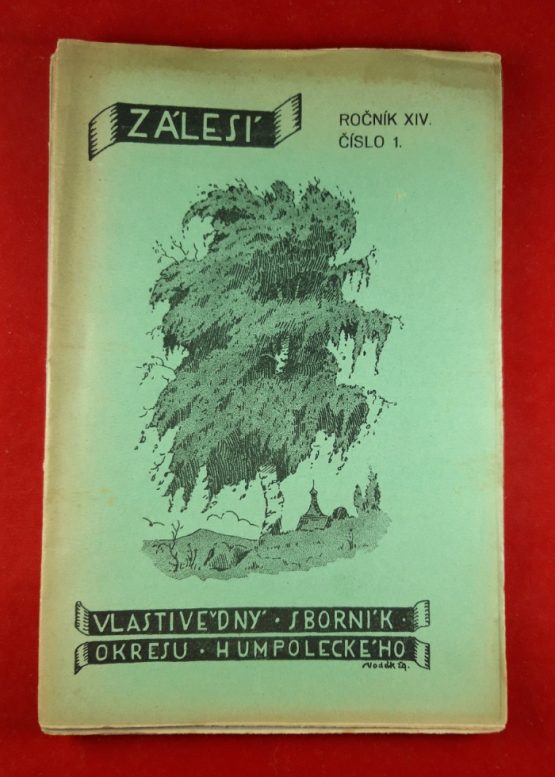 ZÁLESÍ
ROČNÍK XIV.
ČÍSLO 1.
VLASTIVĚDNÝ · SBORNÍK ·
OKRESU · HUMPOLECKÉHO